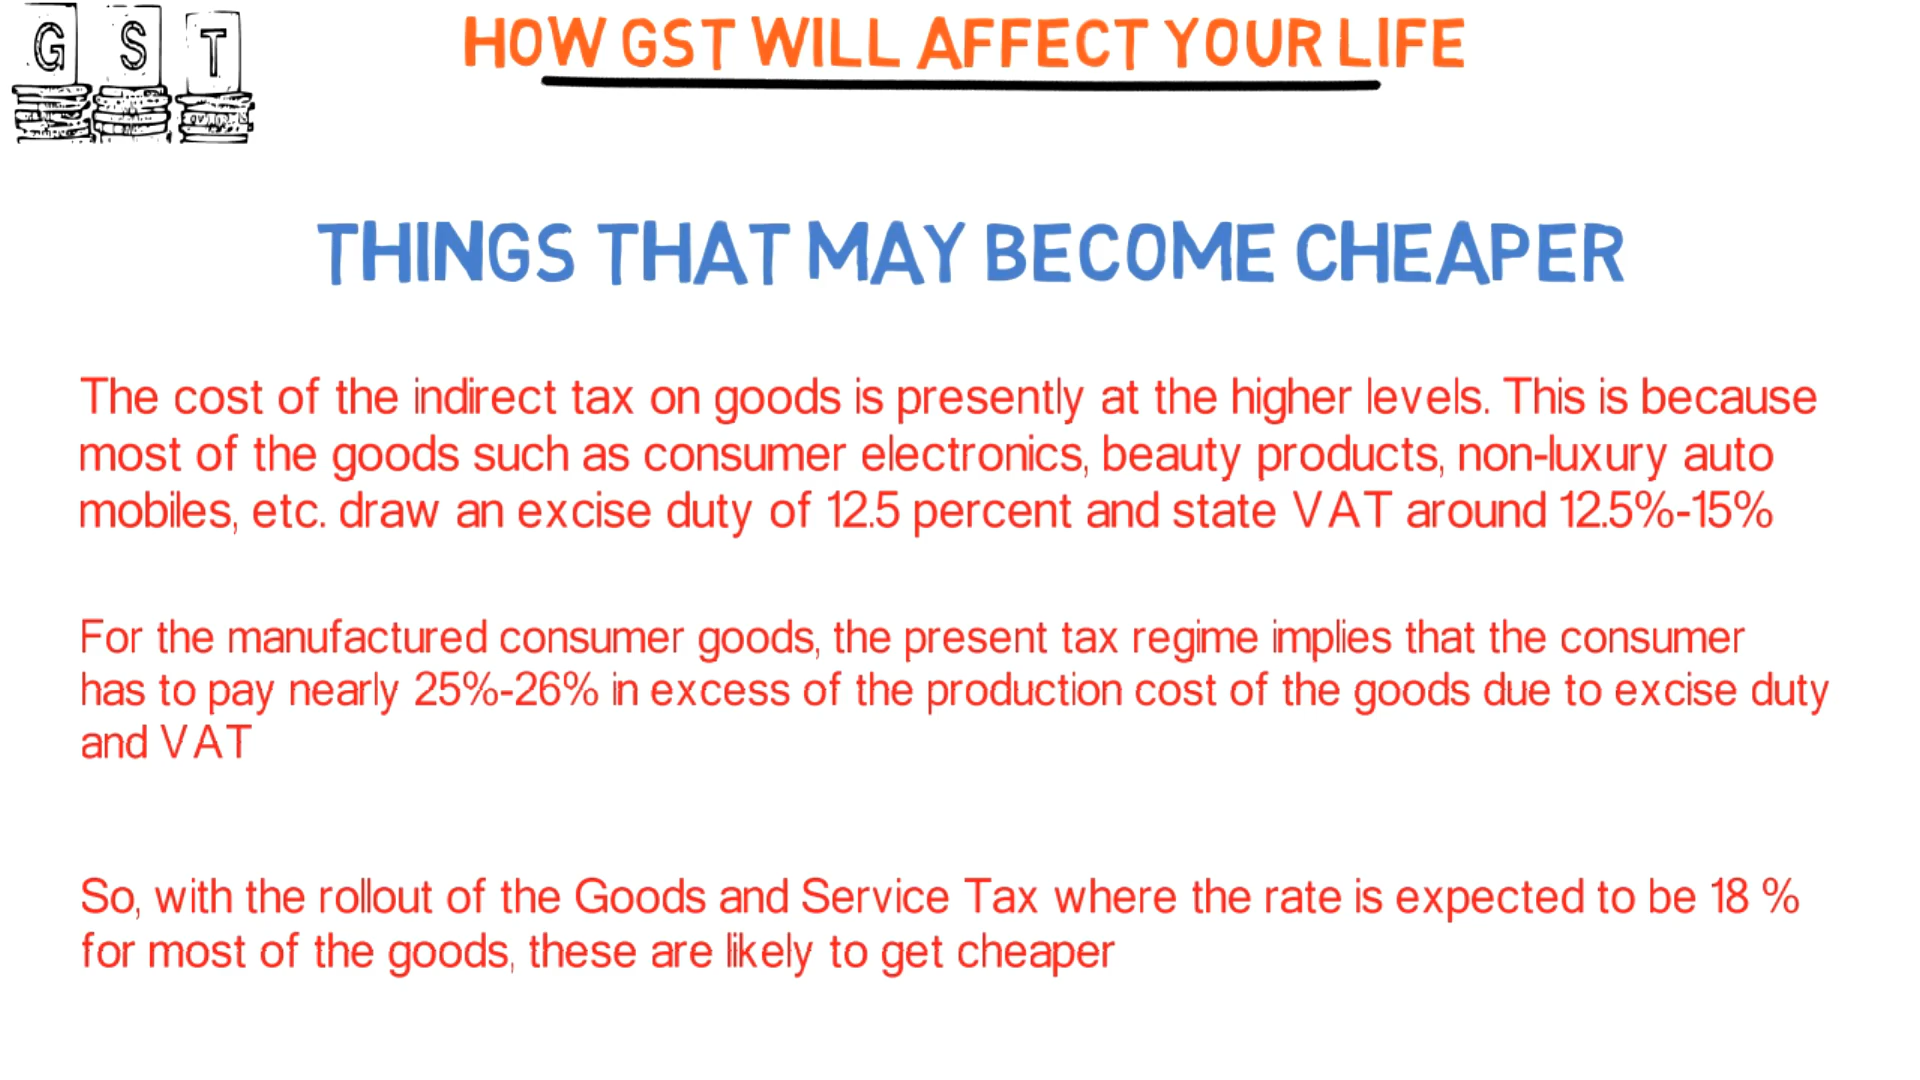 G S T
HOW GST WILL AFFECT YOUR LIFE
THINGS THAT MAY BECOME CHEAPER
The cost of the indirect tax on goods is presently at the higher levels. This is because
most of the goods such as consumer electronics, beauty products, non-luxury auto
mobiles, etc. draw an excise duty of 12.5 percent and state VAT around 12.5%-15%
For the manufactured consumer goods, the present tax regime implies that the consumer
has to pay nearly 25%-26% in excess of the production cost of the goods due to excise duty
and VAT
So, with the rollout of the Goods and Service Tax where the rate is expected to be 18 %
for most of the goods, these are likely to get cheaper